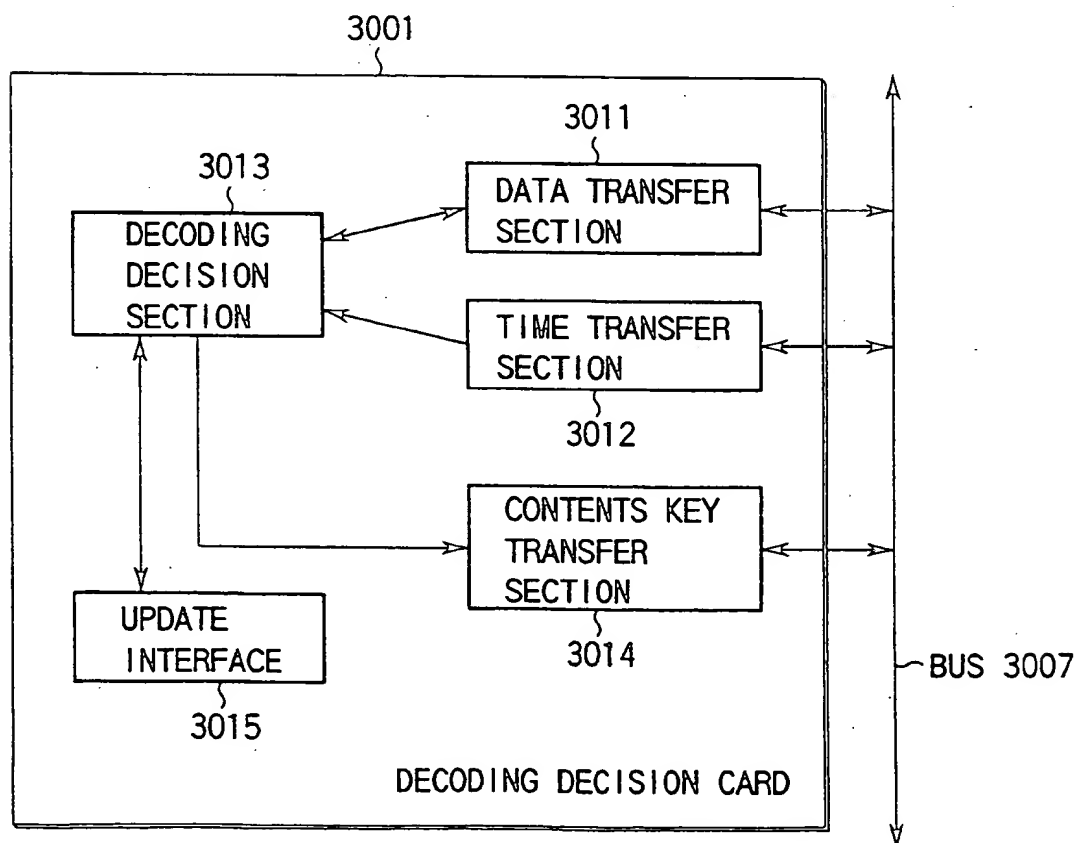 3001
3011
DATA TRANSFER
SECTION
3013
DECODING
DECISION
SECTION
TIME TRANSFER
SECTION
3012
CONTENTS KEY
TRANSFER
SECTION
3014
UPDATE
INTERFACE
3015
BUS 3007
DECODING DECISION CARD